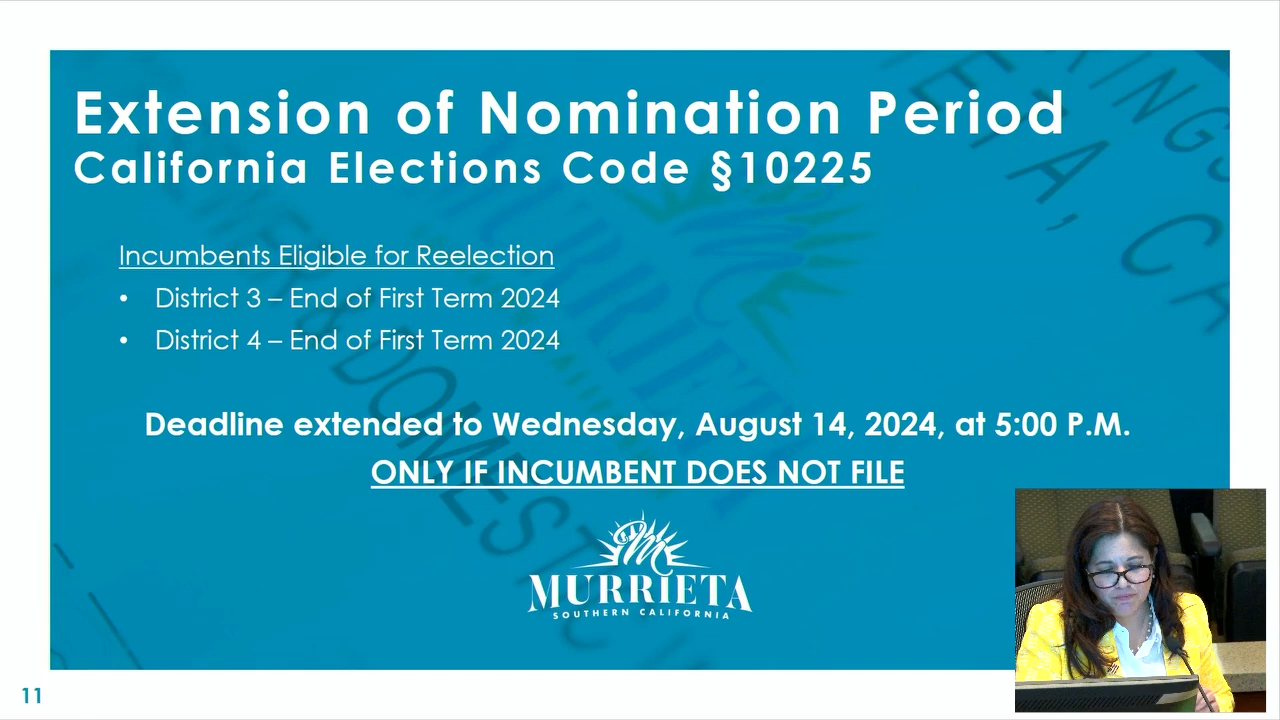 Extension of Nomination Period
California Elections Code §10225
Incumbents Eligible for Reelection
• District 3 – End of First Term 2024
• District 4 – End of First Term 2024
Deadline extended to Wednesday, August 14, 2024, at 5:00 P.M.
ONLY IF INCUMBENT DOES NOT FILE
M
MURRIETA
SOUTHERN CALIFORNIA
11